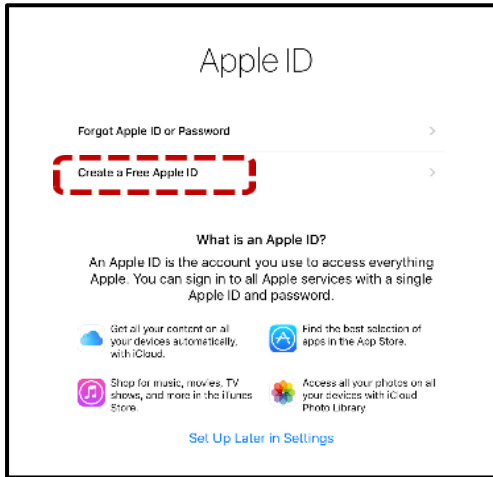 Apple ID
Forgot Apple ID or Password
Create a Free Apple ID
What is an Apple ID?
An Apple ID is the account you use to access everything
Apple. You can sign in to all Apple services with a single
Apple ID and password.
Get all your content on all
your devices automatically,
with iCloud.
Find the best selection of
apps in the App Store.
Shop for music, movies, TV
shows, and more in the iTunes
Store.
Access all your photos on all
your devices with iCloud
Photo Library
Set Up Later in Settings